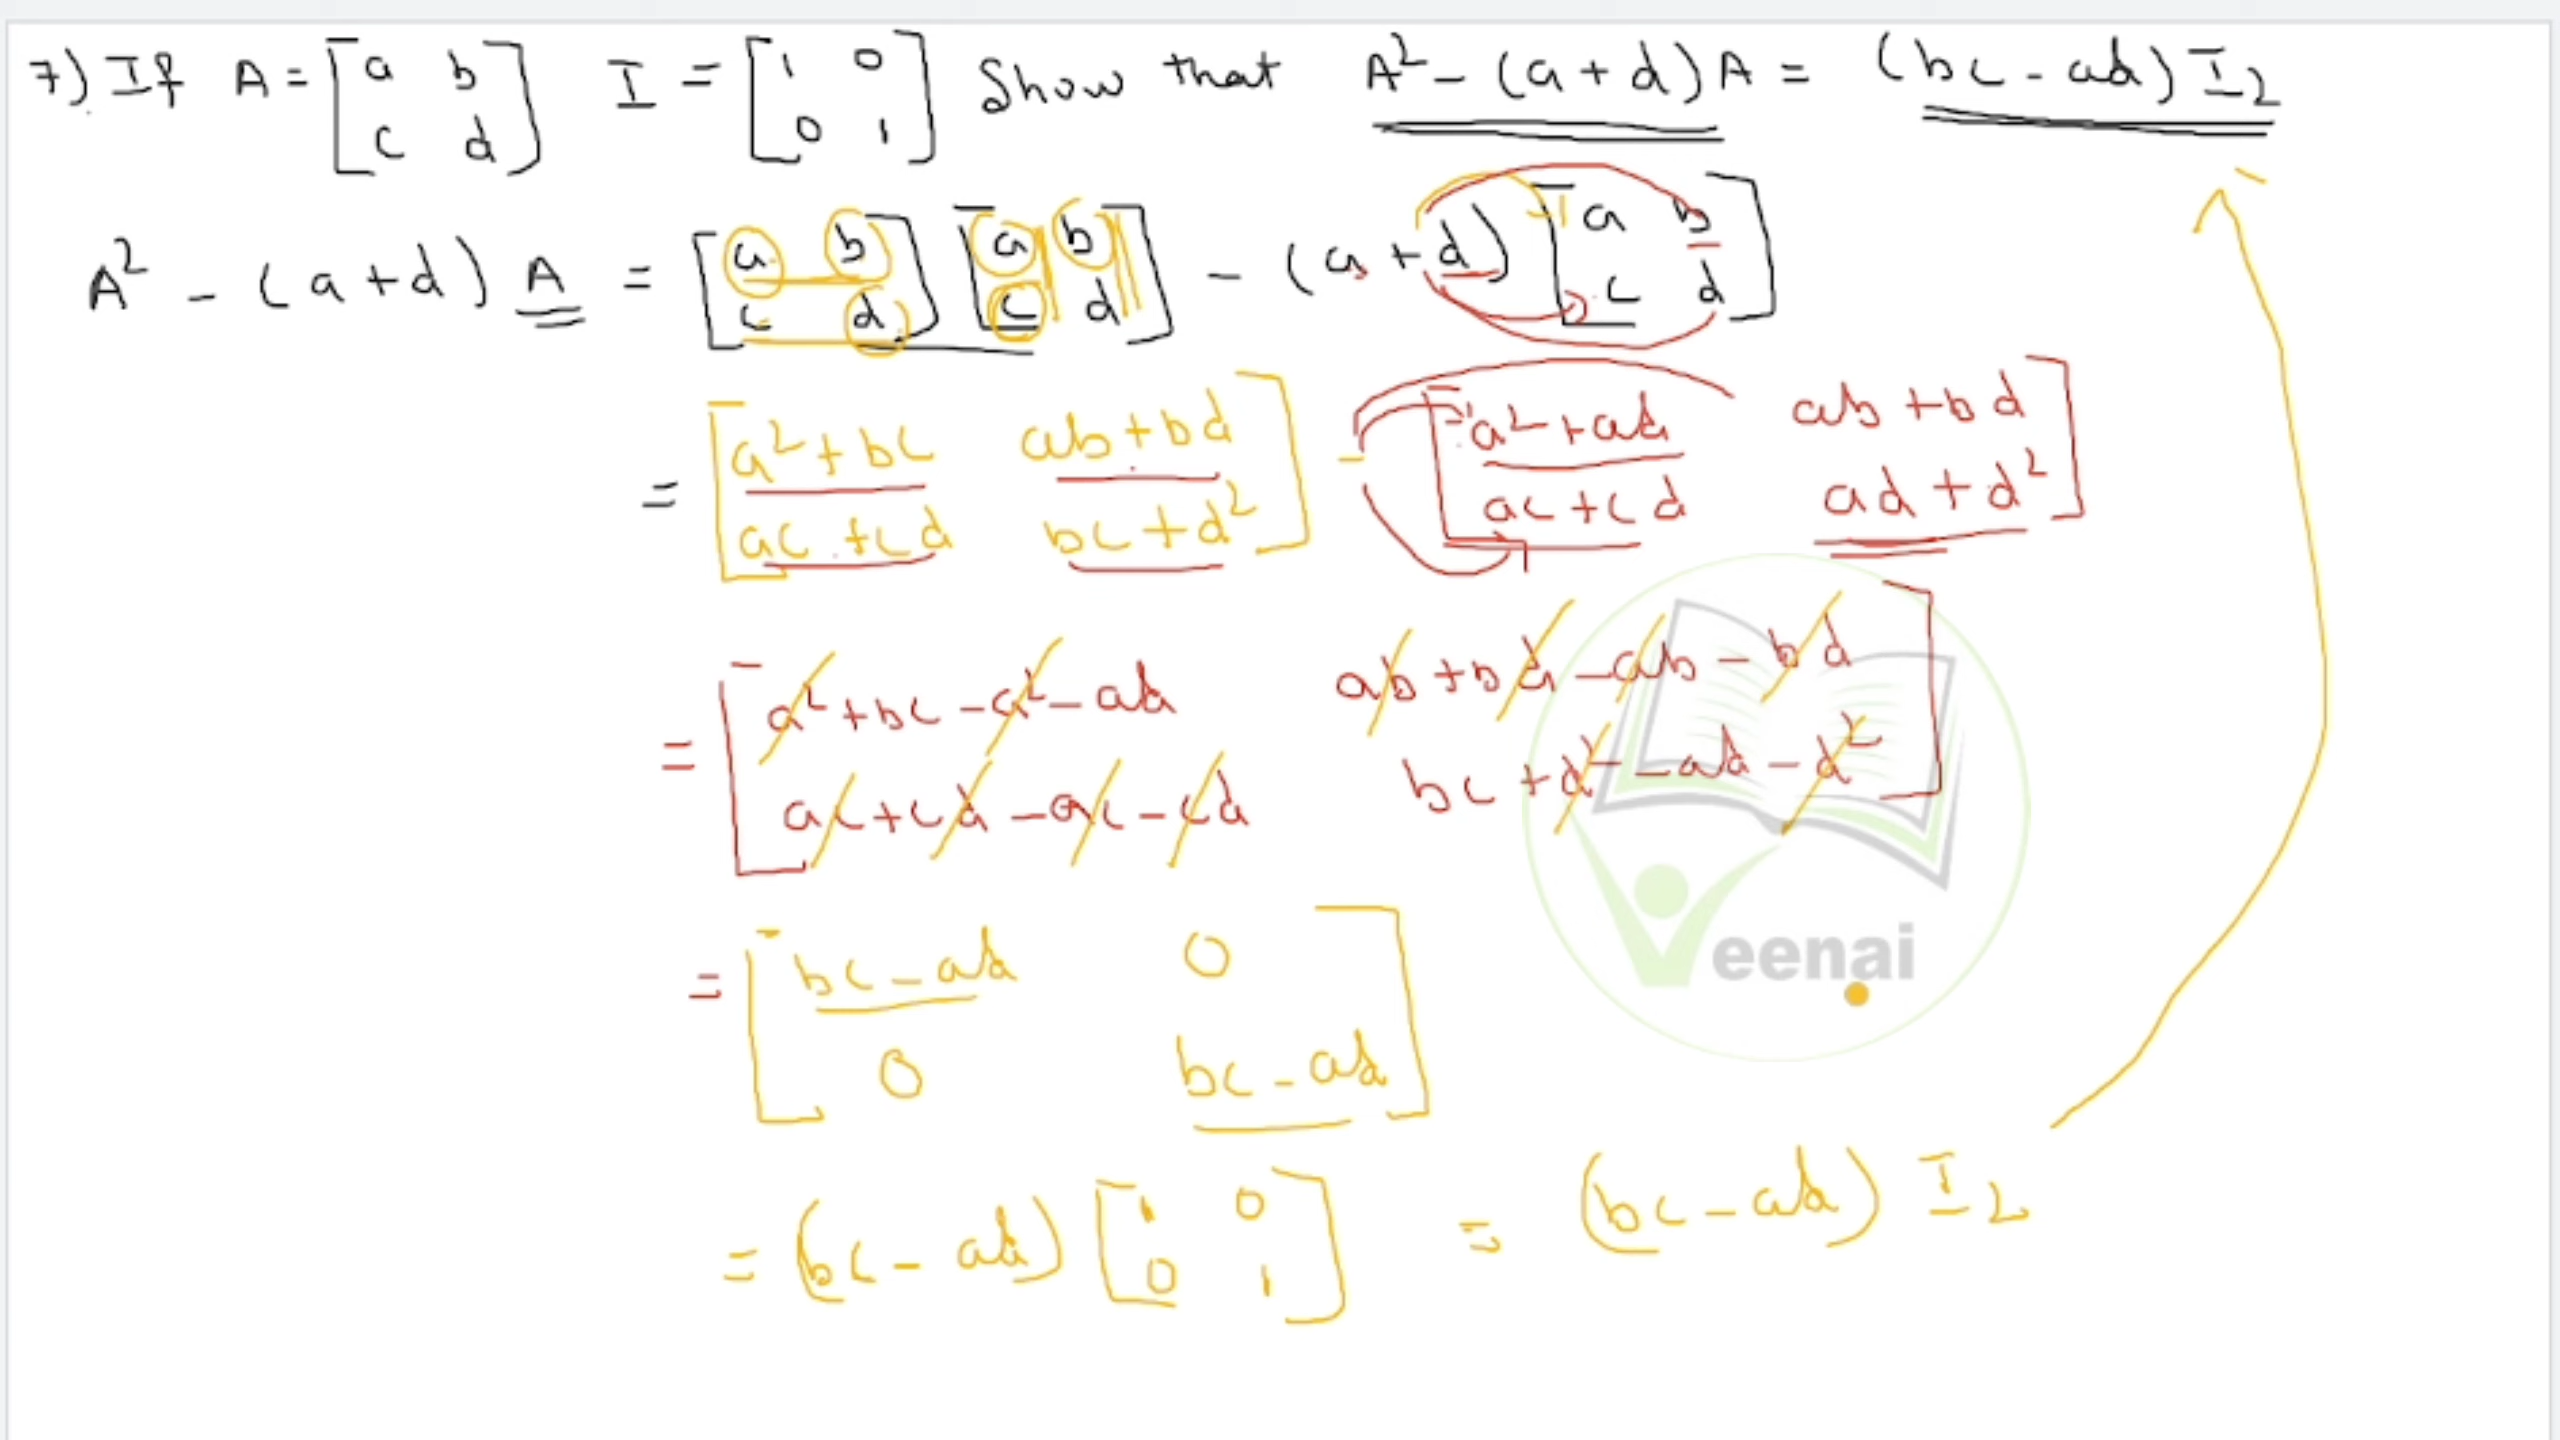 7) If A = [a b; c d] I = [1 0; 0 1] Show that A² - (a+d)A = (bc-ad)I₂
A² - (a+d)A = [a b; c d] [a b; c d] - (a+d) [a b; c d]
= [a²+bc ab+bd; ac+cd bc+d²] - [a²+ad ab+bd; ac+cd ad+d²]
= [a²+bc-a²-ad ab+bd-ab-bd; ac+cd-ac-cd bc+d²-ad-d²]
= [bc-ad 0; 0 bc-ad]
= (bc-ad) [1 0; 0 1] = (bc-ad) I₂
Veenai